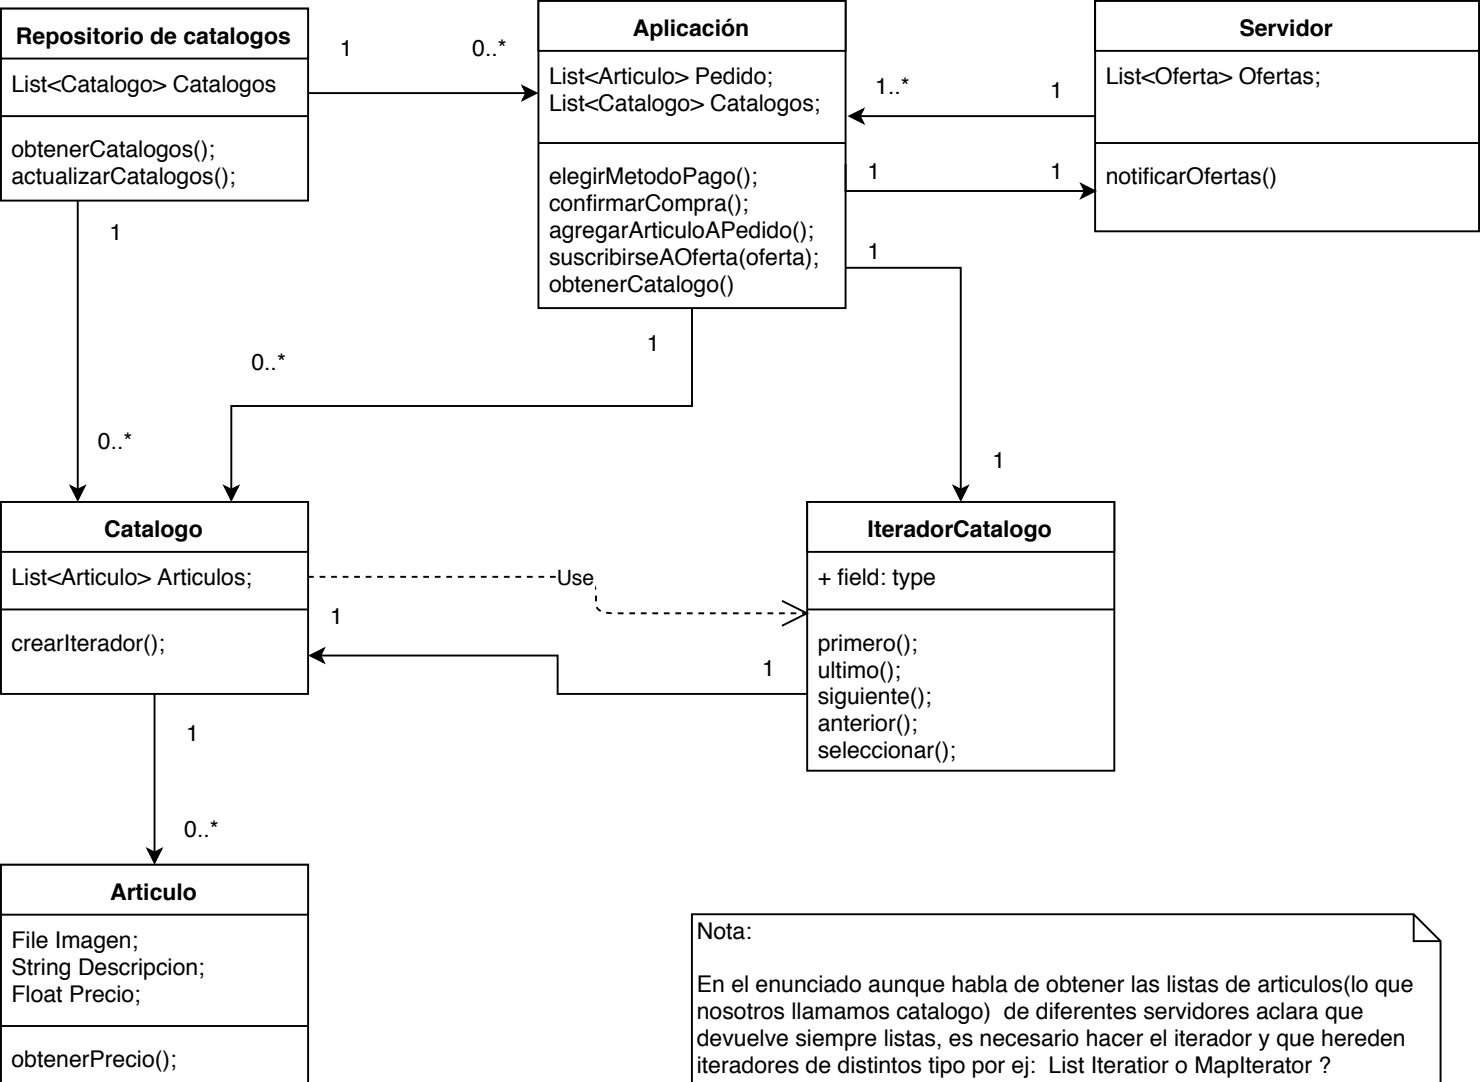 Repositorio de catalogos
List<Catalogo> Catalogos
obtenerCatalogos();
actualizarCatalogos();
1
0..*
Aplicación
List<Articulo> Pedido;
List<Catalogo> Catalogos;
elegirMetodoPago();
confirmarCompra();
agregarArticuloAPedido();
suscribirseAOferta(oferta);
obtenerCatalogo()
1..*
1
1
1
Servidor
List<Oferta> Ofertas;
notificarOfertas()
1
1
1
0..*
1
0..*
Catalogo
List<Articulo> Articulos;
crearIterador();
Use
1
1
IteradorCatalogo
+ field: type
primero();
ultimo();
siguiente();
anterior();
seleccionar();
1
0..*
Articulo
File Imagen;
String Descripcion;
Float Precio;
obtenerPrecio();
Nota:
En el enunciado aunque habla de obtener las listas de articulos(lo que
nosotros llamamos catalogo)  de diferentes servidores aclara que
devuelve siempre listas, es necesario hacer el iterador y que hereden
iteradores de distintos tipo por ej:  List Iteratior o MapIterator ?